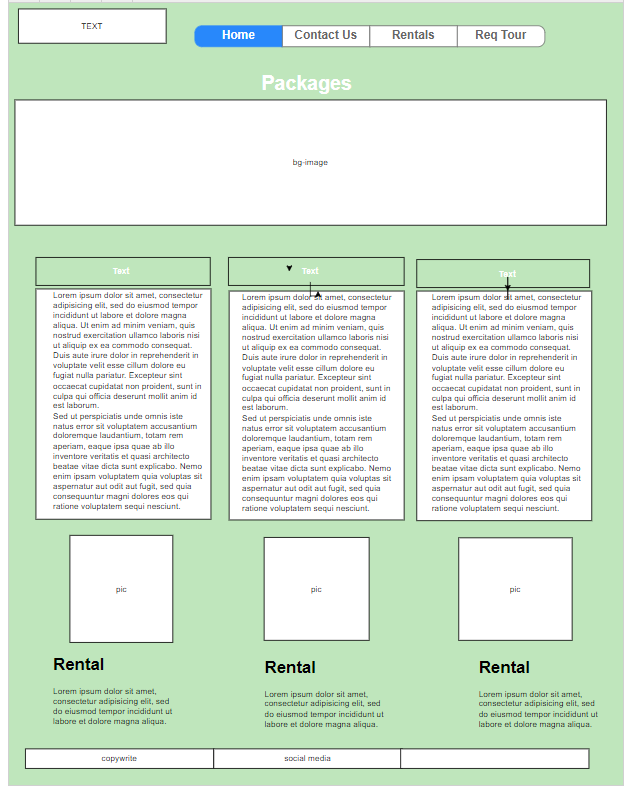 TEXT
Home Contact Us Rentals Req Tour
Packages
bg-image
Text
Lorem ipsum dolor sit amet, consectetur
adipisicing elit, sed do eiusmod tempor
incididunt ut labore et dolore magna
aliqua. Ut enim ad minim veniam, quis
nostrud exercitation ullamco laboris nisi
ut aliquip ex ea commodo consequat.
Duis aute irure dolor in reprehenderit in
voluptate velit esse cillum dolore eu
fugiat nulla pariatur. Excepteur sint
occaecat cupidatat non proident, sunt in
culpa qui officia deserunt mollit anim id
est laborum.
Sed ut perspiciatis unde omnis iste
natus error sit voluptatem accusantium
doloremque laudantium, totam rem
aperiam, eaque ipsa quae ab illo
inventore veritatis et quasi architecto
beatae vitae dicta sunt explicabo. Nemo
enim ipsam voluptatem quia voluptas sit
aspernatur aut odit aut fugit, sed quia
consequuntur magni dolores eos qui
ratione voluptatem sequi nesciunt.
Text
Lorem ipsum dolor sit amet, consectetur
adipisicing elit, sed do eiusmod tempor
incididunt ut labore et dolore magna
aliqua. Ut enim ad minim veniam, quis
nostrud exercitation ullamco laboris nisi
ut aliquip ex ea commodo consequat.
Duis aute irure dolor in reprehenderit in
voluptate velit esse cillum dolore eu
fugiat nulla pariatur. Excepteur sint
occaecat cupidatat non proident, sunt in
culpa qui officia deserunt mollit anim id
est laborum.
Sed ut perspiciatis unde omnis iste
natus error sit voluptatem accusantium
doloremque laudantium, totam rem
aperiam, eaque ipsa quae ab illo
inventore veritatis et quasi architecto
beatae vitae dicta sunt explicabo. Nemo
enim ipsam voluptatem quia voluptas sit
aspernatur aut odit aut fugit, sed quia
consequuntur magni dolores eos qui
ratione voluptatem sequi nesciunt.
Text
Lorem ipsum dolor sit amet, consectetur
adipisicing elit, sed do eiusmod tempor
incididunt ut labore et dolore magna
aliqua. Ut enim ad minim veniam, quis
nostrud exercitation ullamco laboris nisi
ut aliquip ex ea commodo consequat.
Duis aute irure dolor in reprehenderit in
voluptate velit esse cillum dolore eu
fugiat nulla pariatur. Excepteur sint
occaecat cupidatat non proident, sunt in
culpa qui officia deserunt mollit anim id
est laborum.
Sed ut perspiciatis unde omnis iste
natus error sit voluptatem accusantium
doloremque laudantium, totam rem
aperiam, eaque ipsa quae ab illo
inventore veritatis et quasi architecto
beatae vitae dicta sunt explicabo. Nemo
enim ipsam voluptatem quia voluptas sit
aspernatur aut odit aut fugit, sed quia
consequuntur magni dolores eos qui
ratione voluptatem sequi nesciunt.
pic
Rental
Lorem ipsum dolor sit amet,
consectetur adipisicing elit, sed
do eiusmod tempor incididunt ut
labore et dolore magna aliqua.
pic
Rental
Lorem ipsum dolor sit amet,
consectetur adipisicing elit, sed
do eiusmod tempor incididunt ut
labore et dolore magna aliqua.
pic
Rental
Lorem ipsum dolor sit amet,
consectetur adipisicing elit, sed
do eiusmod tempor incididunt ut
labore et dolore magna aliqua.
copywrite social media